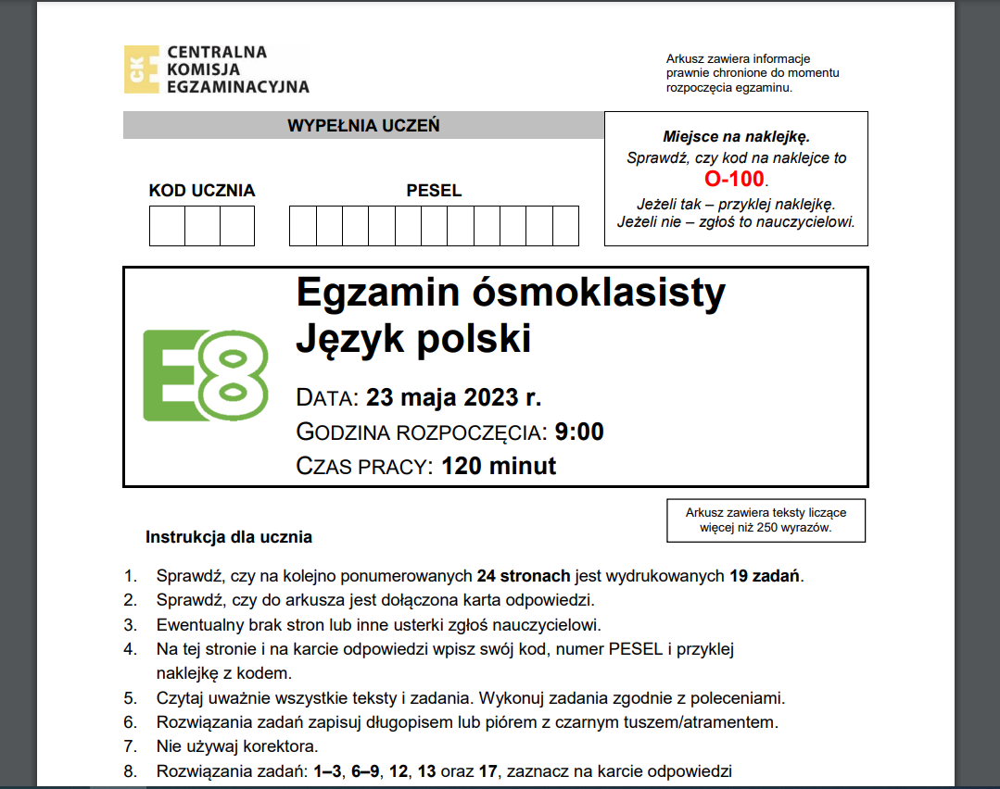 CKE
CENTRALNA
KOMISJA
EGZAMINACYJNA
Arkusz zawiera informacje
prawnie chronione do momentu
rozpoczęcia egzaminu.
WYPEŁNIA UCZEŃ
KOD UCZNIA
PESEL
Miejsce na naklejkę.
Sprawdź, czy kod na naklejce to
O-100.
Jeżeli tak – przyklej naklejkę.
Jeżeli nie – zgłoś to nauczycielowi.
E8
Egzamin ósmoklasisty
Język polski
DATA: 23 maja 2023 r.
GODZINA ROZPOCZĘCIA: 9:00
CZAS PRACY: 120 minut
Arkusz zawiera teksty liczące
więcej niż 250 wyrazów.
Instrukcja dla ucznia
1. Sprawdź, czy na kolejno ponumerowanych 24 stronach jest wydrukowanych 19 zadań.
2. Sprawdź, czy do arkusza jest dołączona karta odpowiedzi.
3. Ewentualny brak stron lub inne usterki zgłoś nauczycielowi.
4. Na tej stronie i na karcie odpowiedzi wpisz swój kod, numer PESEL i przyklej
naklejkę z kodem.
5. Czytaj uważnie wszystkie teksty i zadania. Wykonuj zadania zgodnie z poleceniami.
6. Rozwiązania zadań zapisuj długopisem lub piórem z czarnym tuszem/atramentem.
7. Nie używaj korektora.
8. Rozwiązania zadań: 1–3, 6–9, 12, 13 oraz 17, zaznacz na karcie odpowiedzi